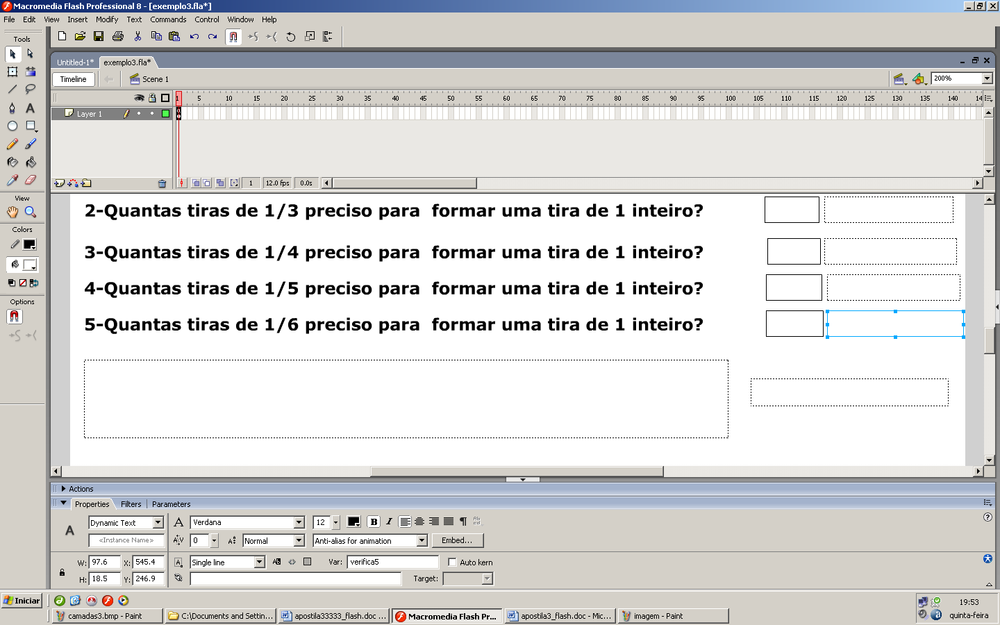 Macromedia Flash Professional 8 - [exemplo3.fla*]
File Edit View Insert Modify Text Commands Control Window Help
Tools
Untitled-1* exemplo3.fla*
Timeline Scene 1 200%
1 5 10 15 20 25 30 35 40 45 50 55 60 65 70 75 80 85 90 95 100 105 110 115 120 125 130 135 140 14
Layer 1
1 12.0 fps 0.0s
View
Colors
Options
2-Quantas tiras de 1/3 preciso para formar uma tira de 1 inteiro?
3-Quantas tiras de 1/4 preciso para formar uma tira de 1 inteiro?
4-Quantas tiras de 1/5 preciso para formar uma tira de 1 inteiro?
5-Quantas tiras de 1/6 preciso para formar uma tira de 1 inteiro?
Actions
Properties Filters Parameters
Dynamic Text A Verdana 12 B I
<Instance Name> A/V 0 Normal Anti-alias for animation Embed...
W: 97.6 X: 545.4 Single line Var: verifica5 Auto kern
H: 18.5 Y: 246.9 Target:
Iniciar
camadas3.bmp - Paint C:\Documents and Settin... apostila33333_flash.doc ... Macromedia Flash Pr... apostila3_flash.doc - Mic... imagem - Paint
19:53
quinta-feira